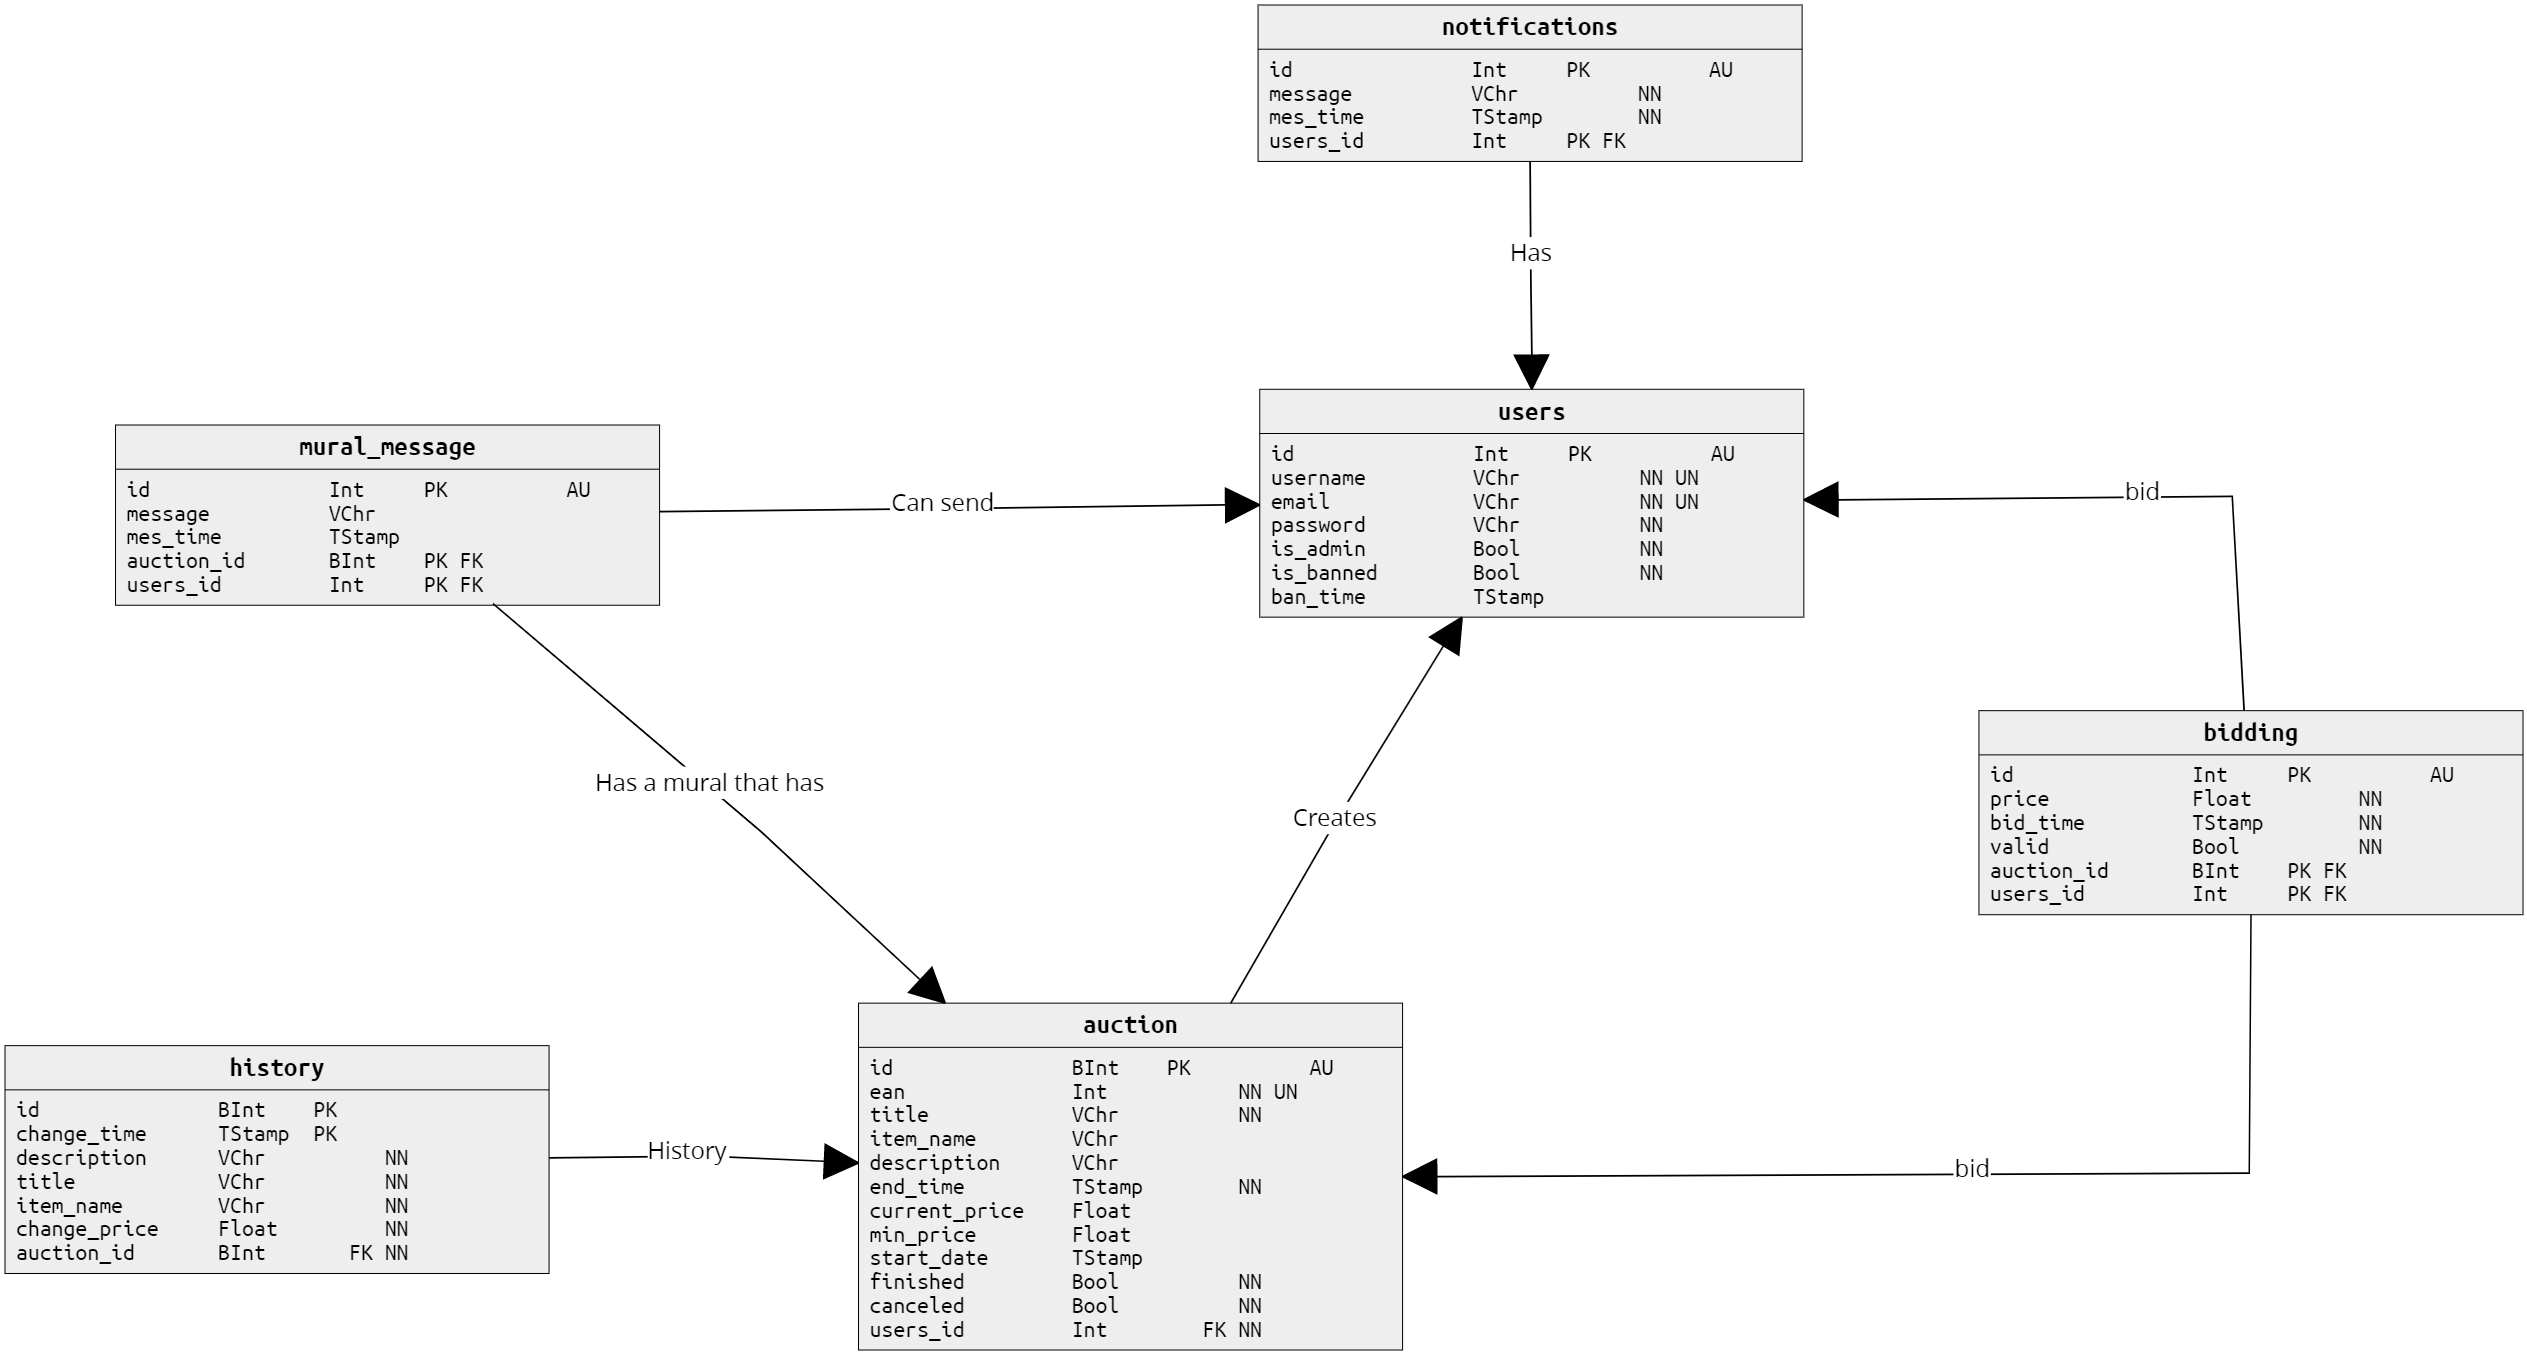 notifications
id Int PK AU
message VChr NN
mes_time TStamp NN
users_id Int PK FK
Has
users
id Int PK AU
username VChr NN UN
email VChr NN UN
password VChr NN
is_admin Bool NN
is_banned Bool NN
ban_time TStamp
mural_message
id Int PK AU
message VChr
mes_time TStamp
auction_id BInt PK FK
users_id Int PK FK
Can send
bid
bidding
id Int PK AU
price Float NN
bid_time TStamp NN
valid Bool NN
auction_id BInt PK FK
users_id Int PK FK
Has a mural that has
Creates
auction
id BInt PK AU
ean Int NN UN
title VChr NN
item_name VChr
description VChr
end_time TStamp NN
current_price Float
min_price Float
start_date TStamp
finished Bool NN
canceled Bool NN
users_id Int FK NN
history
id BInt PK
change_time TStamp PK
description VChr NN
title VChr NN
item_name VChr NN
change_price Float NN
auction_id BInt FK NN
History
bid